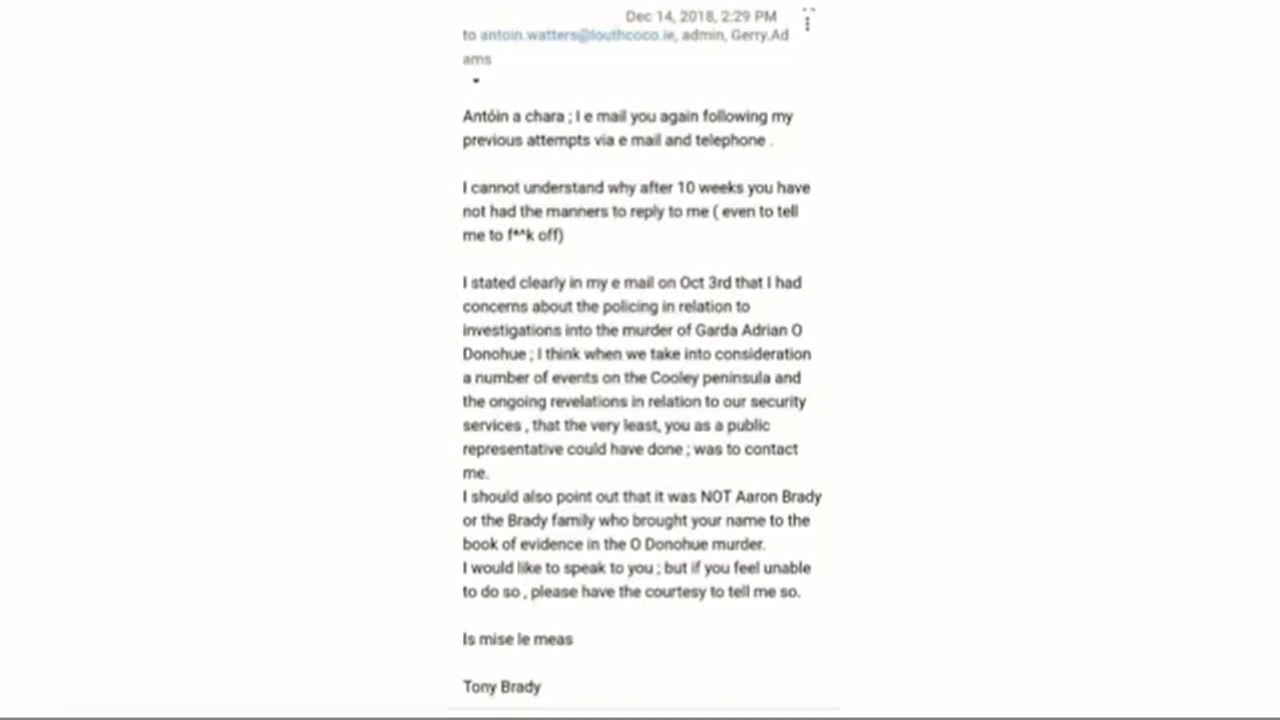 Dec 14, 2018, 2:29 PM
to antoin.watters@louthcoco.ie, admin, Gerry.Ad
ams
Antóin a chara ; I e mail you again following my
previous attempts via e mail and telephone .
I cannot understand why after 10 weeks you have
not had the manners to reply to me ( even to tell
me to f**k off)
I stated clearly in my e mail on Oct 3rd that I had
concerns about the policing in relation to
investigations into the murder of Garda Adrian O
Donohue ; I think when we take into consideration
a number of events on the Cooley peninsula and
the ongoing revelations in relation to our security
services , that the very least, you as a public
representative could have done ; was to contact
me.
I should also point out that it was NOT Aaron Brady
or the Brady family who brought your name to the
book of evidence in the O Donohue murder.
I would like to speak to you ; but if you feel unable
to do so , please have the courtesy to tell me so.
Is mise le meas
Tony Brady